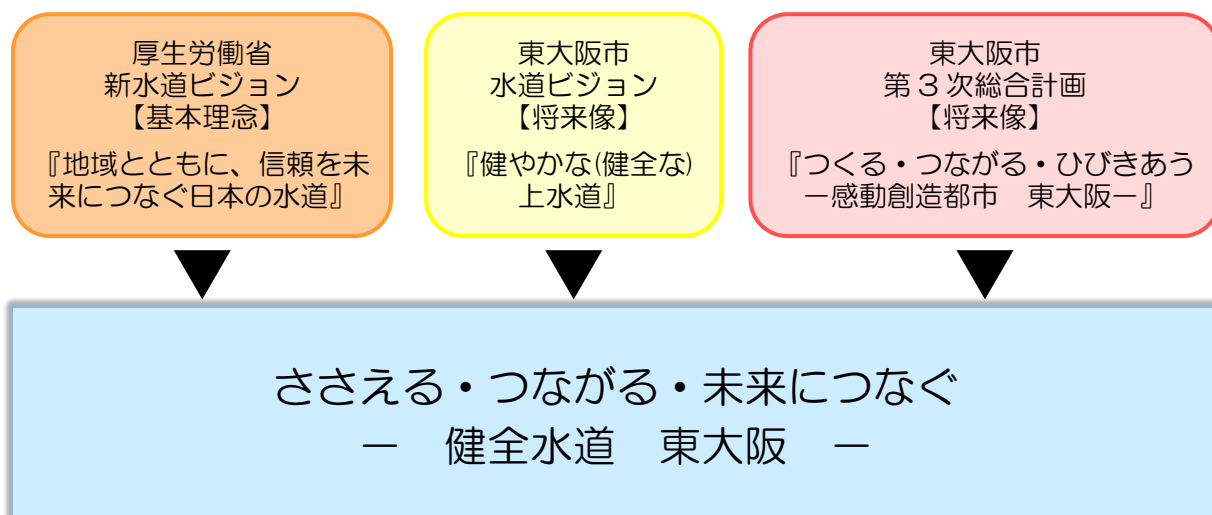 厚生労働省
新水道ビジョン
【基本理念】
『地域とともに、信頼を未
来につなぐ日本の水道』
東大阪市
水道ビジョン
【将来像】
『健やかな(健全な)
上水道』
東大阪市
第3次総合計画
【将来像】
『つくる・つながる・ひびきあう
－感動創造都市　東大阪－』
ささえる・つながる・未来につなぐ
－　健全水道　東大阪　－